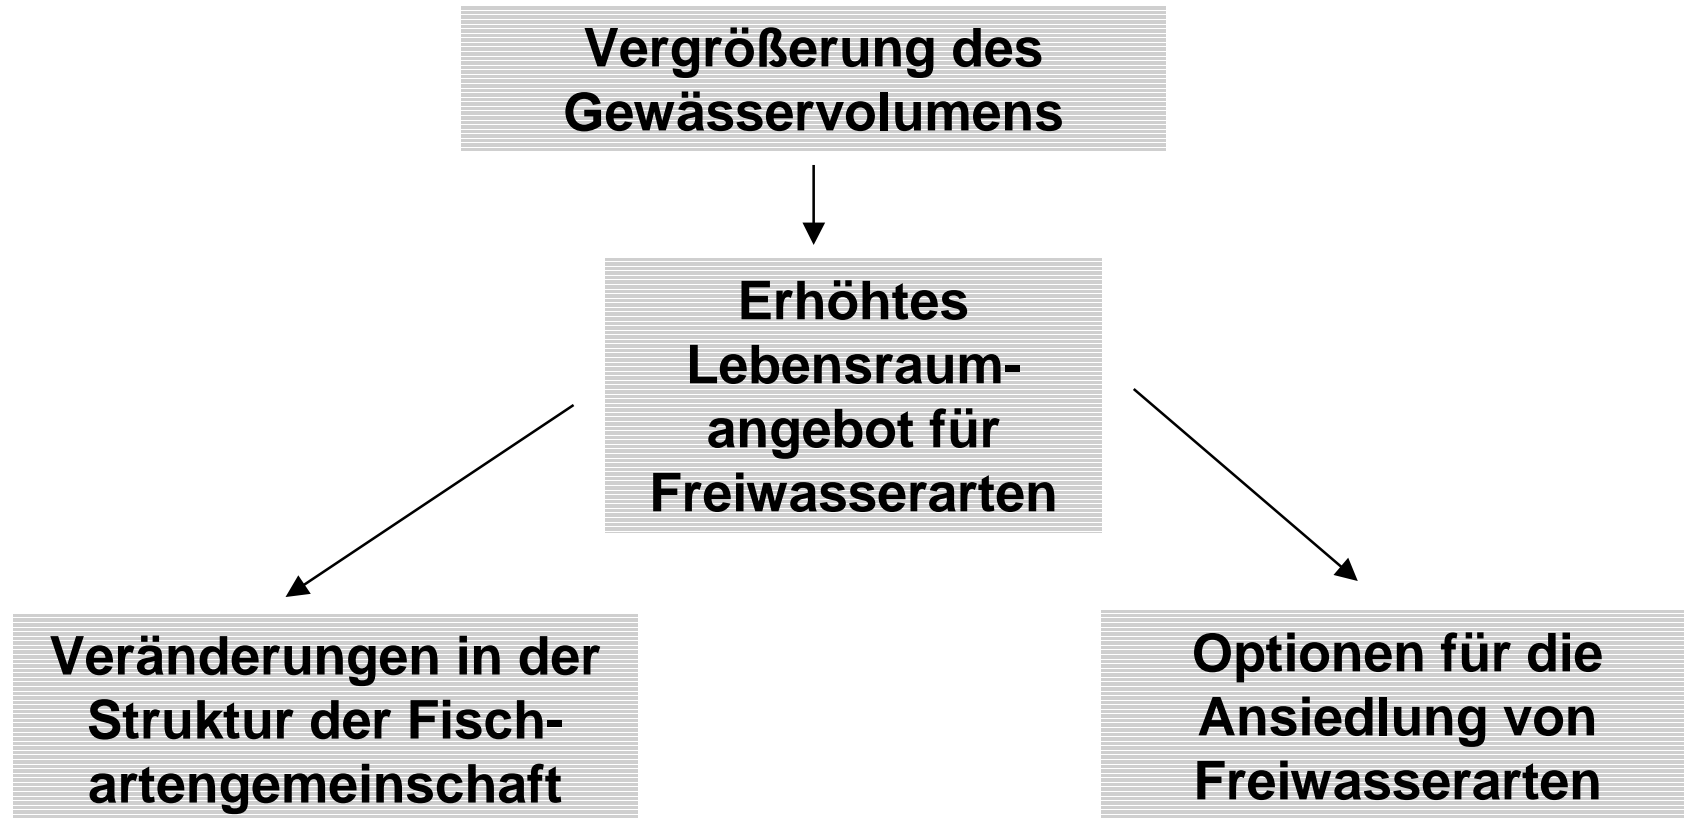 Vergrößerung des
Gewässervolumens
Erhöhtes
Lebensraum-
angebot für
Freiwasserarten
Veränderungen in der
Struktur der Fisch-
artengemeinschaft
Optionen für die
Ansiedlung von
Freiwasserarten